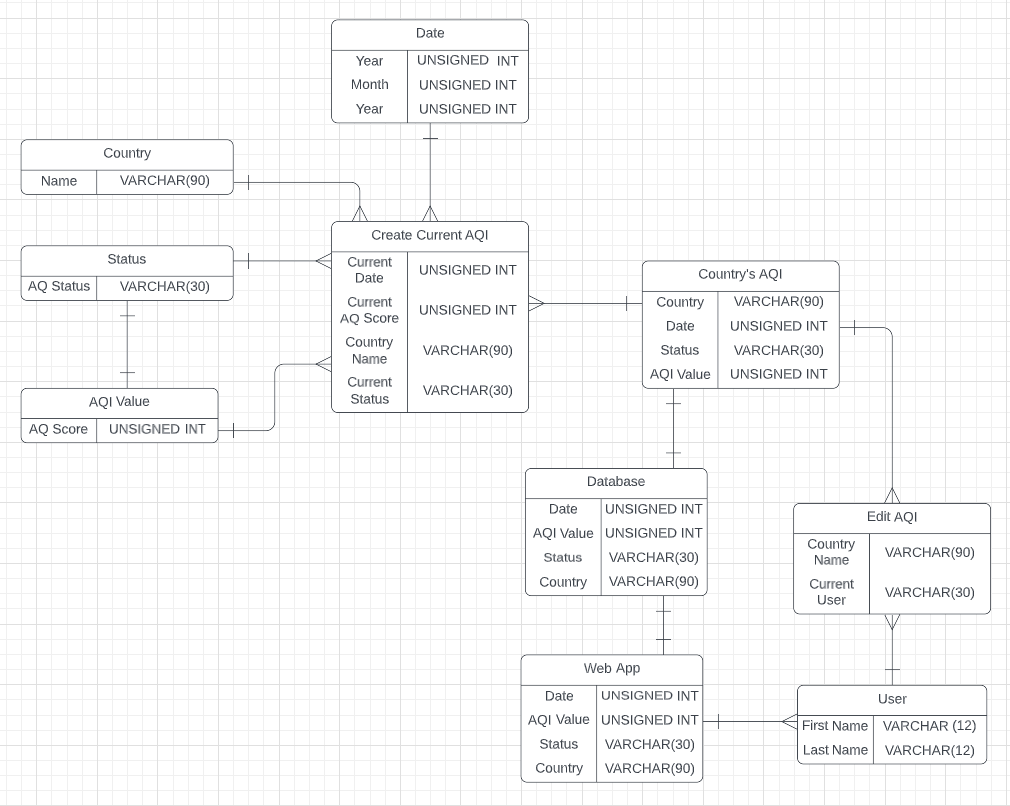 Date
Year UNSIGNED INT
Month UNSIGNED INT
Year UNSIGNED INT
Country
Name VARCHAR(90)
Status
AQ Status VARCHAR(30)
AQI Value
AQ Score UNSIGNED INT
Create Current AQI
Current
Date
UNSIGNED INT
Current
AQ Score
UNSIGNED INT
Country
Name
VARCHAR(90)
Current
Status
VARCHAR(30)
Country's AQI
Country VARCHAR(90)
Date UNSIGNED INT
Status VARCHAR(30)
AQI Value UNSIGNED INT
Database
Date UNSIGNED INT
AQI Value UNSIGNED INT
Status VARCHAR(30)
Country VARCHAR(90)
Edit AQI
Country
Name
VARCHAR(90)
Current
User
VARCHAR(30)
Web App
Date UNSIGNED INT
AQI Value UNSIGNED INT
Status VARCHAR(30)
Country VARCHAR(90)
User
First Name VARCHAR (12)
Last Name VARCHAR(12)